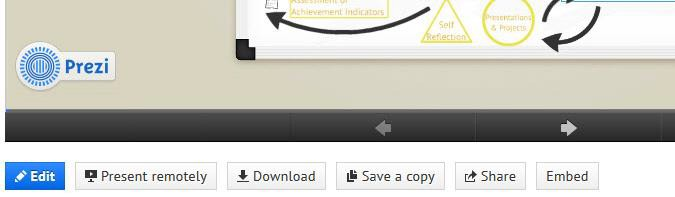 Assessment of
Achievement Indicators
Self
Reflection
Presentations
& Projects
Prezi
Edit
Present remotely
Download
Save a copy
Share
Embed